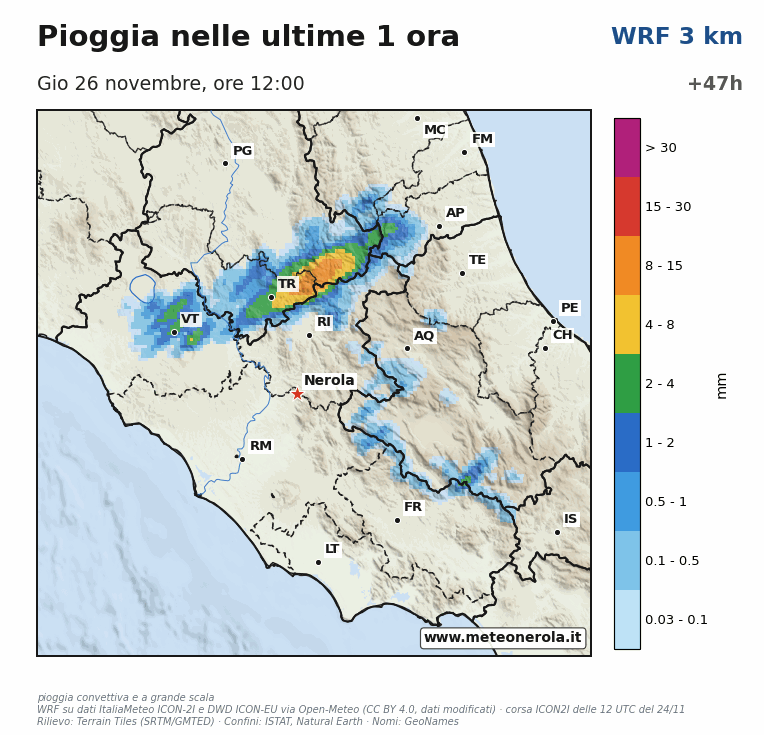 Pioggia nelle ultime 1 ora
WRF 3 km
Gio 26 novembre, ore 12:00
+47h
MC
FM
PG
AP
TE
TR
PE
VT
RI
AQ
CH
Nerola
RM
FR
IS
LT
www.meteonerola.it
> 30
15 - 30
8 - 15
4 - 8
2 - 4
1 - 2
0.5 - 1
0.1 - 0.5
0.03 - 0.1
mm
pioggia convettiva e a grande scala
WRF su dati ItaliaMeteo ICON-2I e DWD ICON-EU via Open-Meteo (CC BY 4.0, dati modificati) · corsa ICON2I delle 12 UTC del 24/11
Rilievo: Terrain Tiles (SRTM/GMTED) · Confini: ISTAT, Natural Earth · Nomi: GeoNames